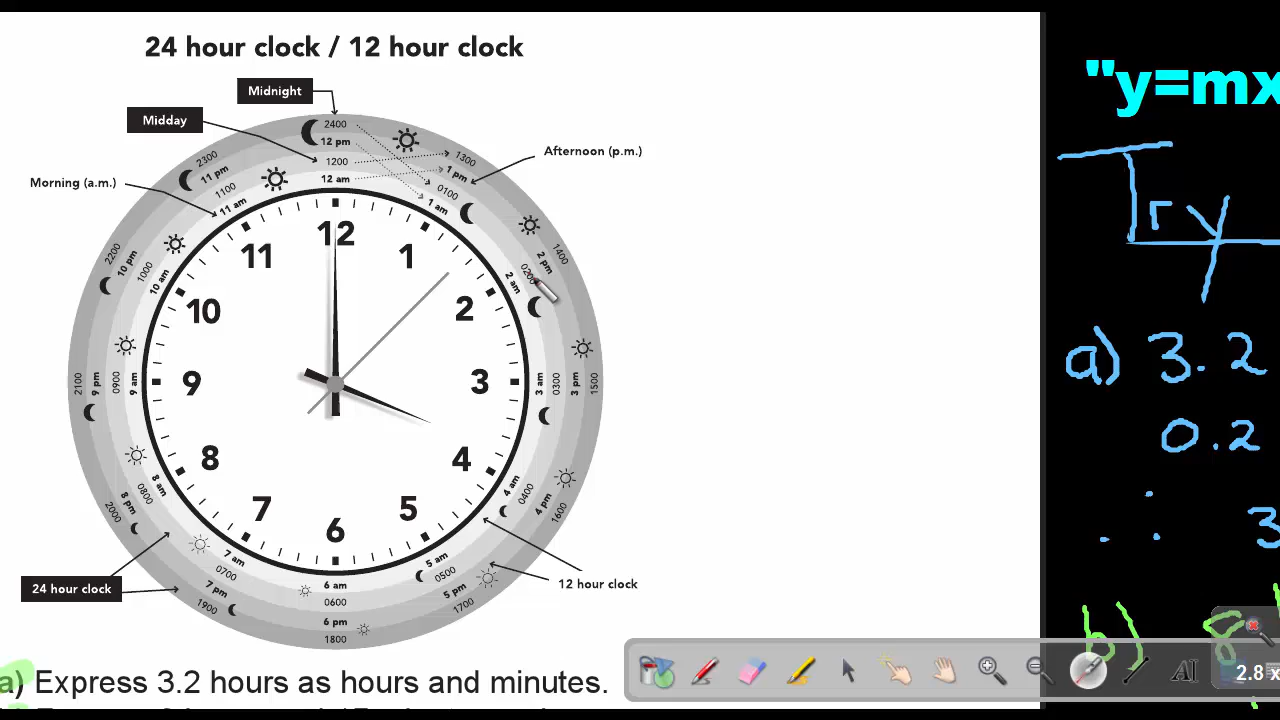 24 hour clock / 12 hour clock
Midnight
Midday
Morning (a.m.)
Afternoon (p.m.)
24 hour clock
12 hour clock
2400
12 pm
1200
12 am
1300
1 pm
0100
1 am
1400
2 pm
0200
2 am
1500
3 pm
0300
3 am
1600
4 pm
0400
4 am
1700
5 pm
0500
5 am
6 am
0600
6 pm
1800
7 am
0700
7 pm
1900
8 am
0800
8 pm
2000
9 am
0900
9 pm
2100
10 am
1000
10 pm
2200
11 am
1100
11 pm
2300
12
1
2
3
4
5
6
7
8
9
10
11
a) Express 3.2 hours as hours and minutes.
"y=mx
Try
a) 3.2
0.2
∴ 3
b) 8
AI
2.8 x